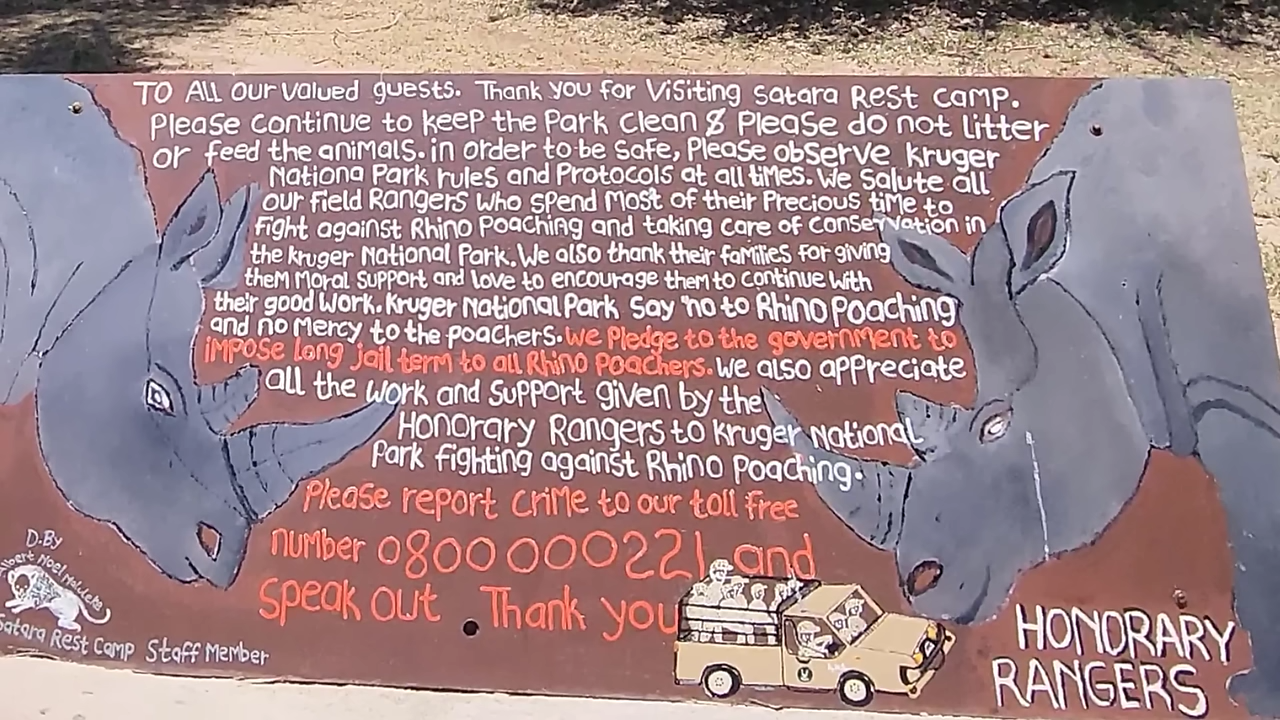 TO ALL OUR Valued guests. Thank you for Visiting Satara Rest Camp.
Please continue to keep the Park clean & Please do not litter
or feed the animals. in order to be safe, Please observe kruger
Nationa Park rules and Protocols at all times. We Salute all
our field Rangers who spend most of their Precious time to
fight against Rhino Poaching and taking care of Conservation in
the kruger National Park. We also thank their families for giving
them Moral Support and love to encourage them to continue with
their good Work. Kruger National Park Say no to Rhino Poaching
and no Mercy to the poachers. We Pledge to the government to
impose long jail term to all Rhino Poachers. We also appreciate
all the work and Support given by the
Honorary Rangers to Kruger National
Park fighting against Rhino Poaching.
Please report crime to our toll free
number 0800 000221 and
Speak out Thank you
D.BY
Albert Noel
Satara Rest Camp Staff Member
HONORARY
RANGERS